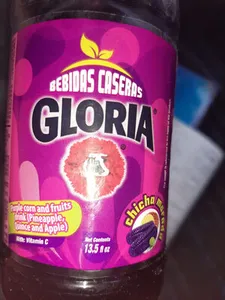 BEBIDAS CASERAS
GLORIA
Purple corn and fruits
drink (Pineapple,
Quince and Apple)
With: Vitamin C
Net Contents
13.5 fl oz
chicha morada